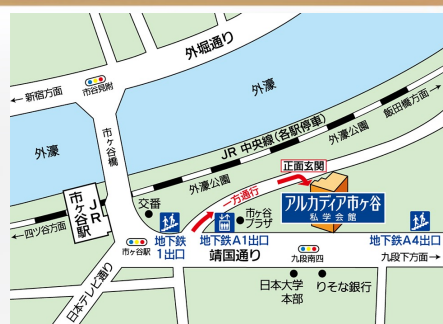 外堀通り
←新宿方面
市谷見附
外濠
飯田橋方面→
JR 中央線(各駅停車)
外濠公園
市ヶ谷橋
外濠
正面玄関
外濠公園
一方通行
アルカディア市ヶ谷
私学会館
JR
市ヶ谷駅
交番
市ヶ谷
プラザ
←四ツ谷方面
地下鉄
1出口
地下鉄A1出口
地下鉄A4出口
市ヶ谷駅
靖国通り
九段南四
九段下方面→
日本テレビ通り
日本大学
本部
りそな銀行